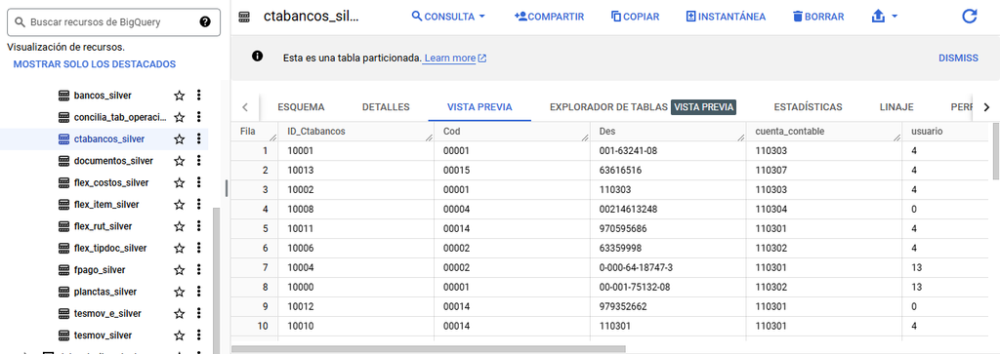 Buscar recursos de BigQuery
Visualización de recursos.
MOSTRAR SOLO LOS DESTACADOS
bancos_silver
concilia_tab_operaci...
ctabancos_silver
documentos_silver
flex_costos_silver
flex_item_silver
flex_rut_silver
flex_tipdoc_silver
fpago_silver
planctas_silver
tesmov_e_silver
tesmov_silver
ctabancos_sil... CONSULTA COMPARTIR COPIAR INSTANTÁNEA BORRAR
Esta es una tabla particionada. Learn more DISMISS
ESQUEMA DETALLES VISTA PREVIA EXPLORADOR DE TABLAS VISTA PREVIA ESTADÍSTICAS LINAJE
Fila ID_Ctabancos Cod Des cuenta_contable usuario
1 10001 00001 001-63241-08 110303 4
2 10013 00015 63616516 110307 4
3 10002 00001 110303 110303 4
4 10008 00004 00214613248 110304 0
5 10011 00014 970595686 110301 4
6 10006 00002 63359998 110302 4
7 10004 00002 0-000-64-18747-3 110301 13
8 10000 00001 00-001-75132-08 110302 13
9 10012 00014 979352662 110301 0
10 10010 00014 110301 110301 4